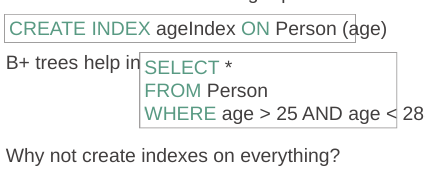 CREATE INDEX ageIndex ON Person (age)
B+ trees help in
SELECT *
FROM Person
WHERE age > 25 AND age < 28
Why not create indexes on everything?